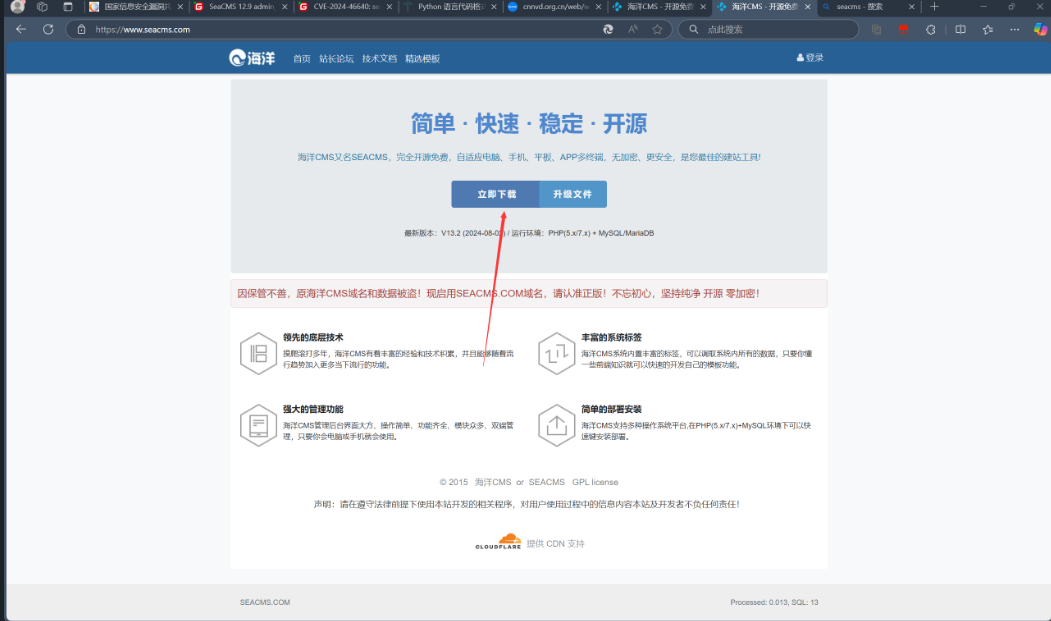 国家信息安全漏洞
SeaCMS 12.9 admin
CVE-2024-46640: se
Python 语言代码格
cnnvd.org.cn/web/
海洋CMS - 开源免费
海洋CMS - 开源免费
seacms - 搜索
https://www.seacms.com
点此搜索
海洋 首页 站长论坛 技术文档 精选模板 登录
简单 · 快速 · 稳定 · 开源
海洋CMS又名SEACMS，完全开源免费，自适应电脑、手机、平板、APP多终端，无加密、更安全，是您最佳的建站工具!
立即下载 升级文件
最新版本：V13.2 (2024-08-0 / 运行环境：PHP(5.x/7.x) + MySQL/MariaDB
因保管不善，原海洋CMS域名和数据被盗！现启用SEACMS.COM域名，请认准正版！不忘初心，坚持纯净 开源 零加密！
领先的底层技术
摸爬滚打多年，海洋CMS有着丰富的经验和技术积累，并且能够随着流
行趋势加入更多当下流行的功能。
丰富的系统标签
海洋CMS系统内置丰富的标签，可以调取系统内所有的数据，只要你懂
一些前端知识就可以快速的开发自己的模板功能。
强大的管理功能
海洋CMS管理后台界面大方、操作简单、功能齐全、模块众多、双端管
理，只要你会电脑或手机就会使用。
简单的部署安装
海洋CMS支持多种操作系统平台,在PHP(5.x/7.x)+MySQL环境下可以快
速键安装部署。
© 2015 海洋CMS or SEACMS GPL license
声明：请在遵守法律前提下使用本站开发的相关程序，对用户使用过程中的信息内容本站及开发者不负任何责任！
CLOUDFLARE 提供 CDN 支持
SEACMS.COM
Processed: 0.013, SQL: 13